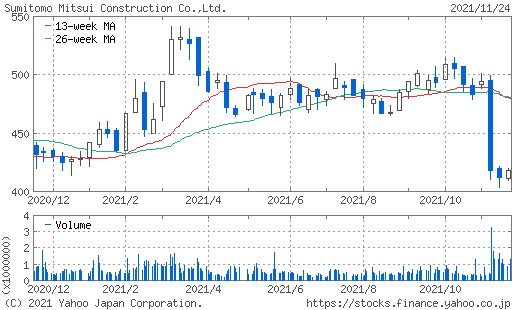 Sumitomo Mitsui Construction Co.,Ltd. 2021/11/24
550
13-week MA
26-week MA
500
450
400
2020/12 2021/2 2021/4 2021/6 2021/8 2021/10
4
Volume
3
2
1
0
(x10000000)
2020/12 2021/2 2021/4 2021/6 2021/8 2021/10
(C) 2021 Yahoo Japan Corporation. https://stocks.finance.yahoo.co.jp/